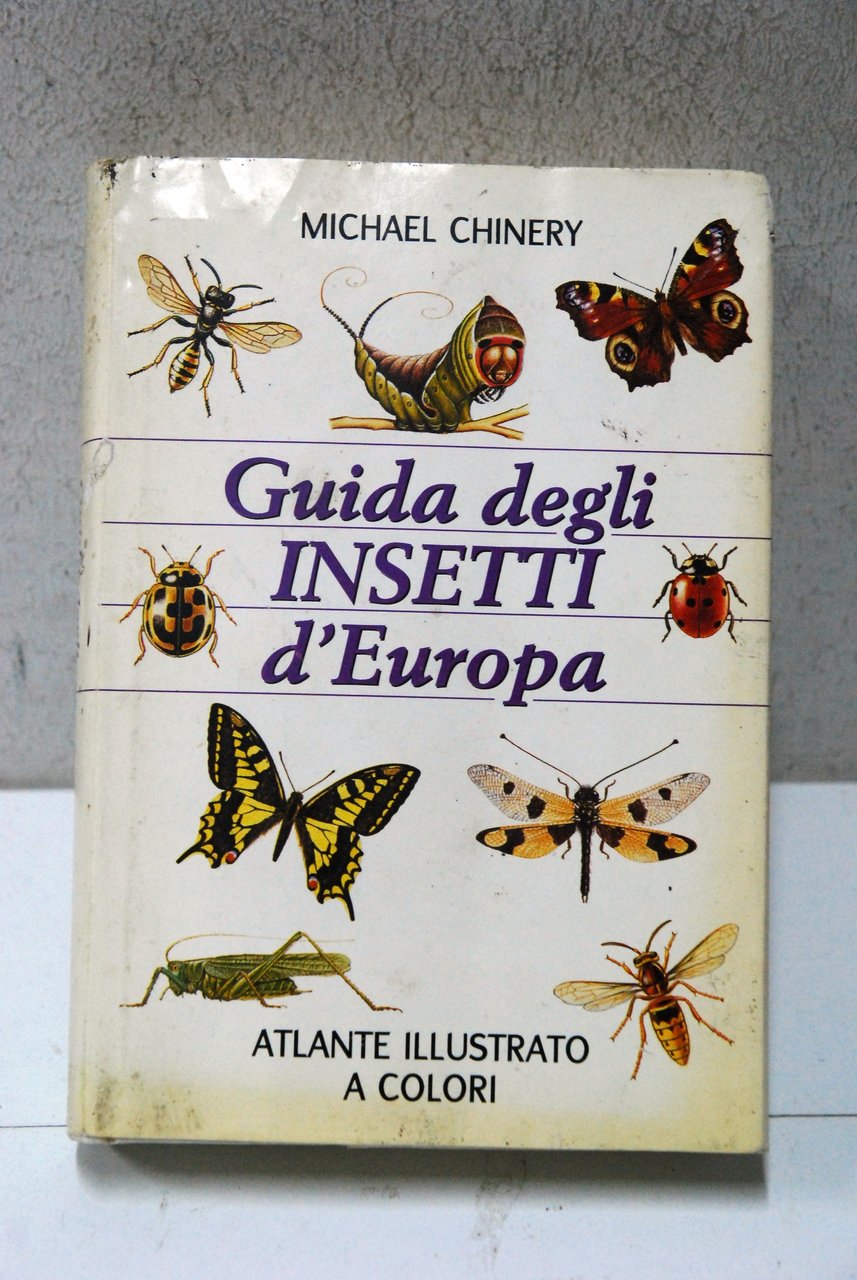 MICHAEL CHINERY
Guida degli
INSETTI
d'Europa
ATLANTE ILLUSTRATO
A COLORI